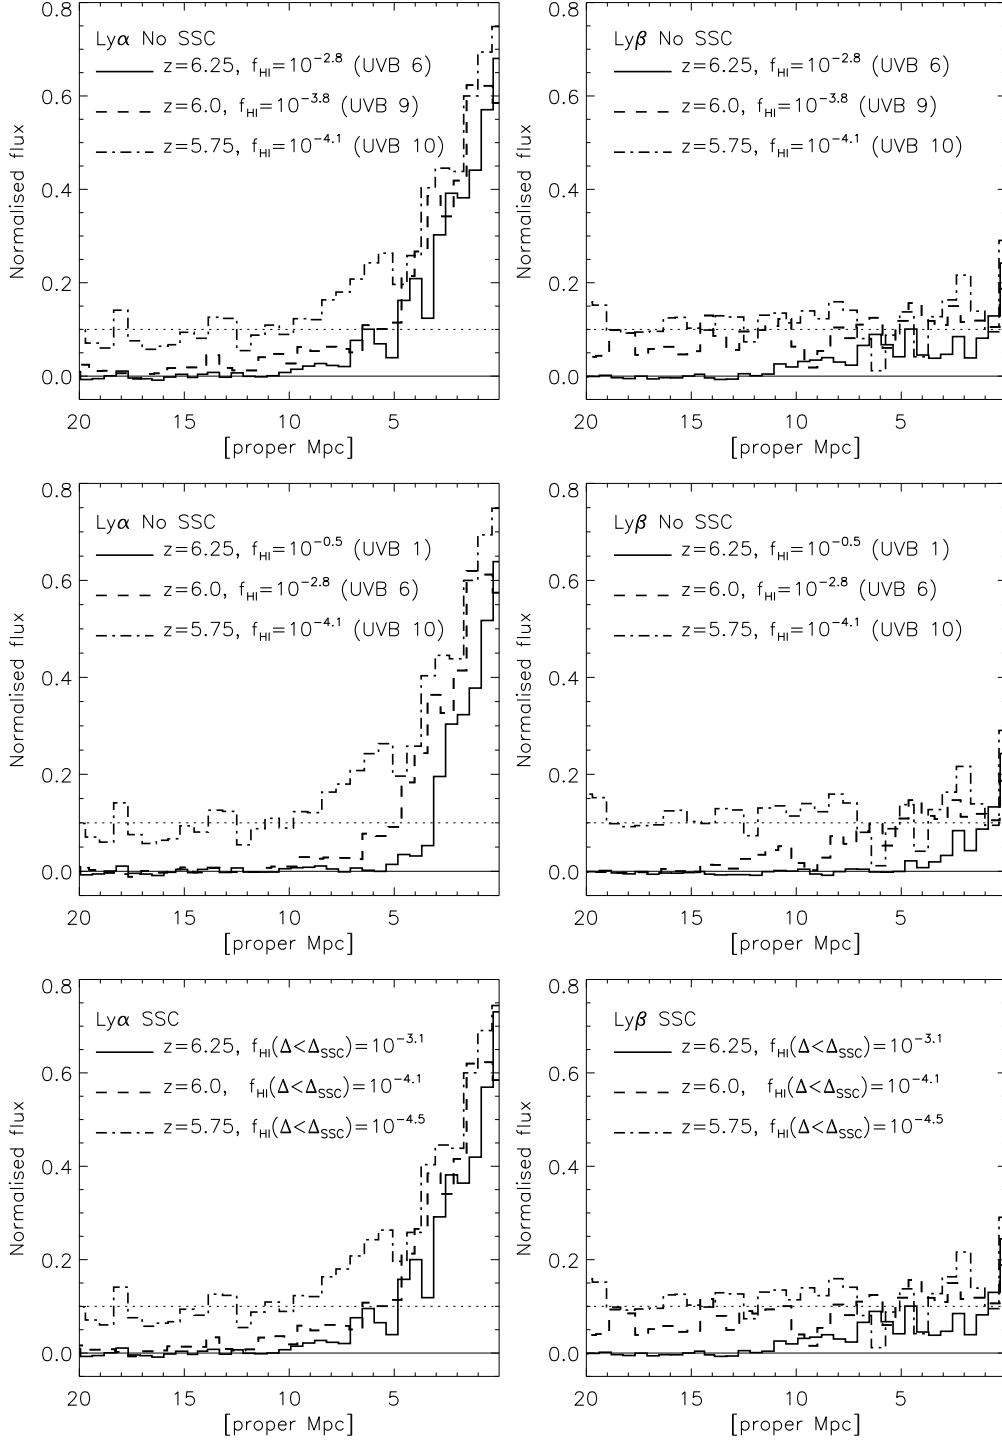 0.8
0.6
0.4
0.2
0.0
Normalised flux
Lyα No SSC
z=6.25, f_HI=10^-2.8 (UVB 6)
z=6.0, f_HI=10^-3.8 (UVB 9)
z=5.75, f_HI=10^-4.1 (UVB 10)
20 15 10 5
[proper Mpc]
0.8
0.6
0.4
0.2
0.0
Normalised flux
Lyβ No SSC
z=6.25, f_HI=10^-2.8 (UVB 6)
z=6.0, f_HI=10^-3.8 (UVB 9)
z=5.75, f_HI=10^-4.1 (UVB 10)
20 15 10 5
[proper Mpc]
0.8
0.6
0.4
0.2
0.0
Normalised flux
Lyα No SSC
z=6.25, f_HI=10^-0.5 (UVB 1)
z=6.0, f_HI=10^-2.8 (UVB 6)
z=5.75, f_HI=10^-4.1 (UVB 10)
20 15 10 5
[proper Mpc]
0.8
0.6
0.4
0.2
0.0
Normalised flux
Lyβ No SSC
z=6.25, f_HI=10^-0.5 (UVB 1)
z=6.0, f_HI=10^-2.8 (UVB 6)
z=5.75, f_HI=10^-4.1 (UVB 10)
20 15 10 5
[proper Mpc]
0.8
0.6
0.4
0.2
0.0
Normalised flux
Lyα SSC
z=6.25, f_HI(Δ<Δ_SSC)=10^-3.1
z=6.0, f_HI(Δ<Δ_SSC)=10^-4.1
z=5.75, f_HI(Δ<Δ_SSC)=10^-4.5
20 15 10 5
[proper Mpc]
0.8
0.6
0.4
0.2
0.0
Normalised flux
Lyβ SSC
z=6.25, f_HI(Δ<Δ_SSC)=10^-3.1
z=6.0, f_HI(Δ<Δ_SSC)=10^-4.1
z=5.75, f_HI(Δ<Δ_SSC)=10^-4.5
20 15 10 5
[proper Mpc]